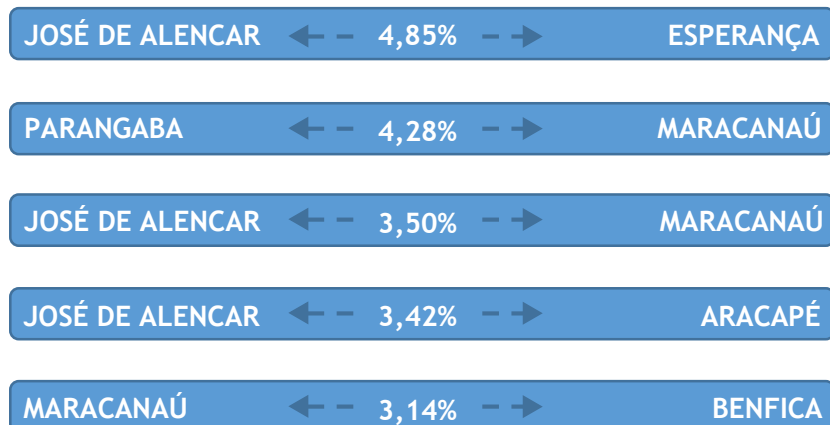 JOSÉ DE ALENCAR 4,85% ESPERANÇA
PARANGABA 4,28% MARACANAÚ
JOSÉ DE ALENCAR 3,50% MARACANAÚ
JOSÉ DE ALENCAR 3,42% ARACAPÉ
MARACANAÚ 3,14% BENFICA